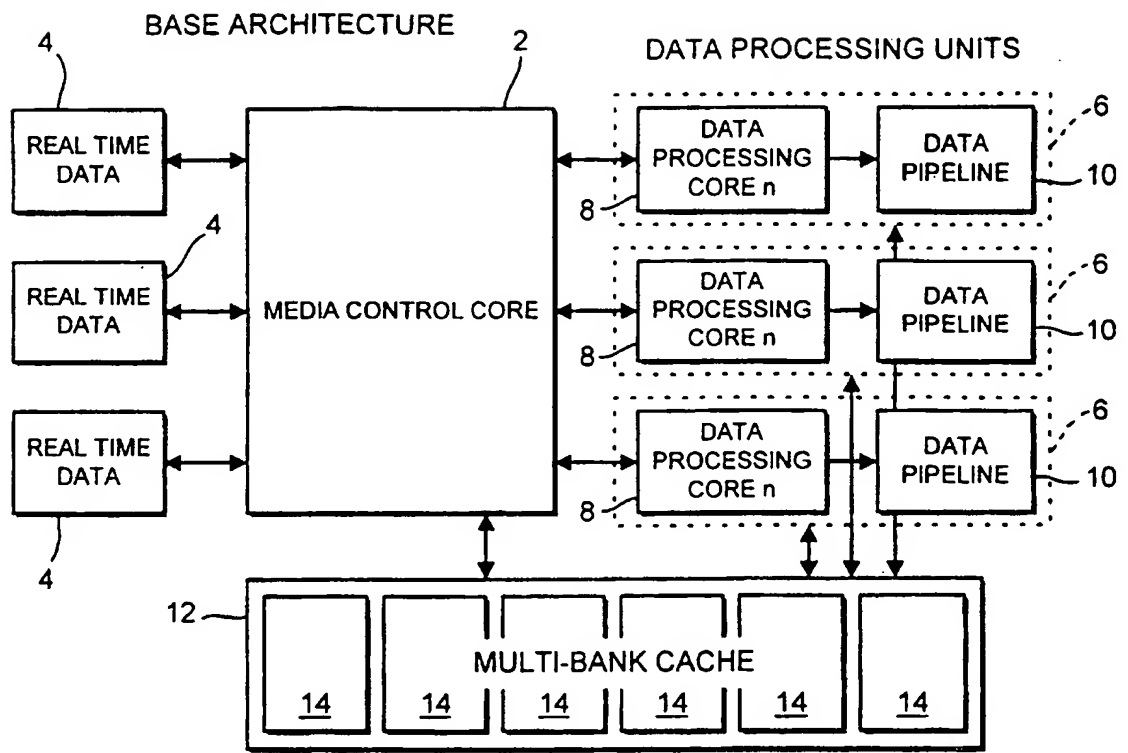 BASE ARCHITECTURE
DATA PROCESSING UNITS
4
2
REAL TIME
DATA
DATA
PROCESSING
CORE n
DATA
PIPELINE
6
10
8
4
REAL TIME
DATA
MEDIA CONTROL CORE
DATA
PROCESSING
CORE n
DATA
PIPELINE
6
10
8
REAL TIME
DATA
4
DATA
PROCESSING
CORE n
DATA
PIPELINE
6
10
8
12
MULTI-BANK CACHE
14 14 14 14 14 14